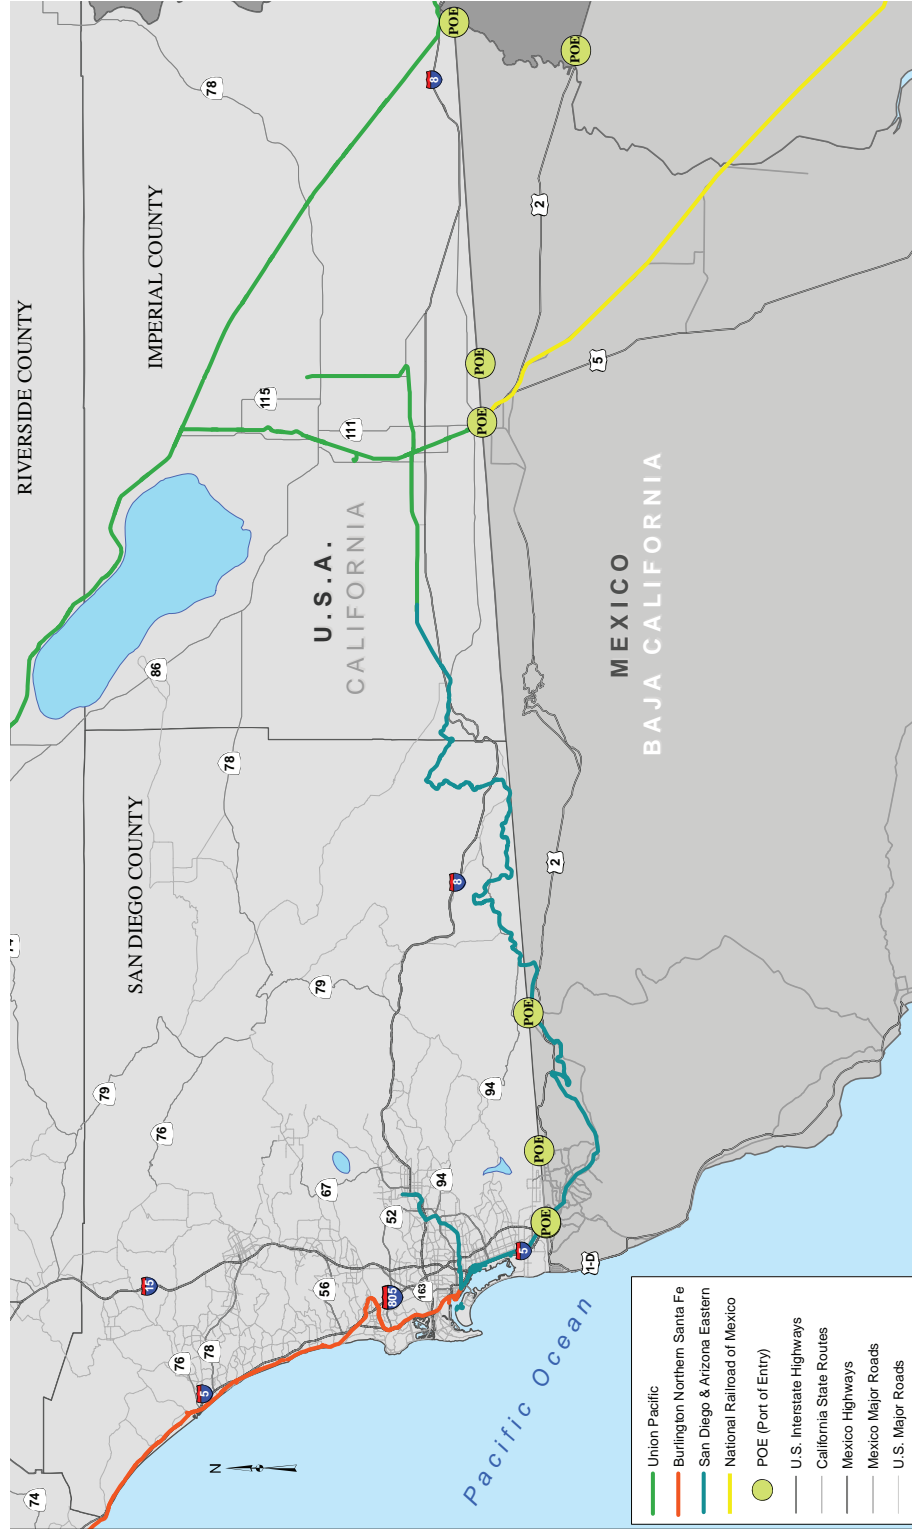 RIVERSIDE COUNTY
74
79
SAN DIEGO COUNTY
IMPERIAL COUNTY
15
86
76
76
5
78
78
78
N
115
79
U.S.A.
CALIFORNIA
56
67
111
805
52
163
94
8
8
POE
POE
POE
94
5
POE
POE
POE
POE
Pacific Ocean
2
2
1-D
5
MEXICO
BAJA CALIFORNIA
Union Pacific
Burlington Northern Santa Fe
San Diego & Arizona Eastern
National Railroad of Mexico
POE (Port of Entry)
U.S. Interstate Highways
California State Routes
Mexico Highways
Mexico Major Roads
U.S. Major Roads